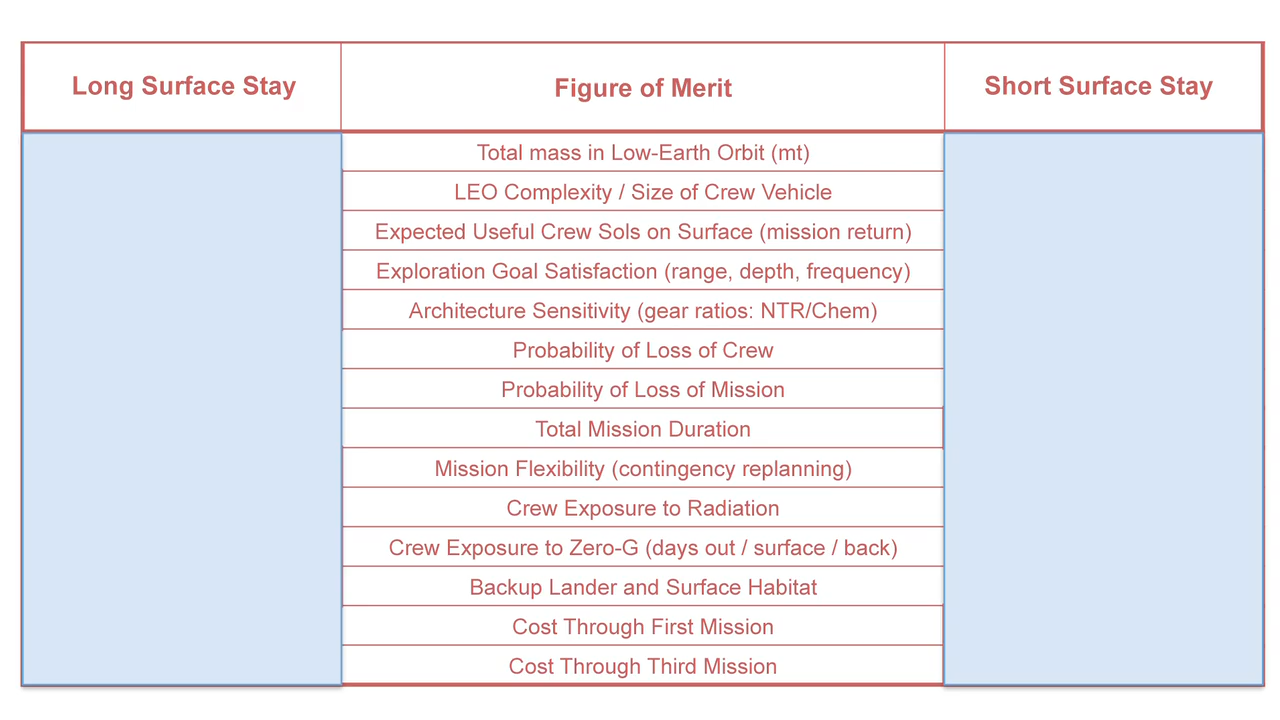 Long Surface Stay
Figure of Merit
Short Surface Stay
Total mass in Low-Earth Orbit (mt)
LEO Complexity / Size of Crew Vehicle
Expected Useful Crew Sols on Surface (mission return)
Exploration Goal Satisfaction (range, depth, frequency)
Architecture Sensitivity (gear ratios: NTR/Chem)
Probability of Loss of Crew
Probability of Loss of Mission
Total Mission Duration
Mission Flexibility (contingency replanning)
Crew Exposure to Radiation
Crew Exposure to Zero-G (days out / surface / back)
Backup Lander and Surface Habitat
Cost Through First Mission
Cost Through Third Mission